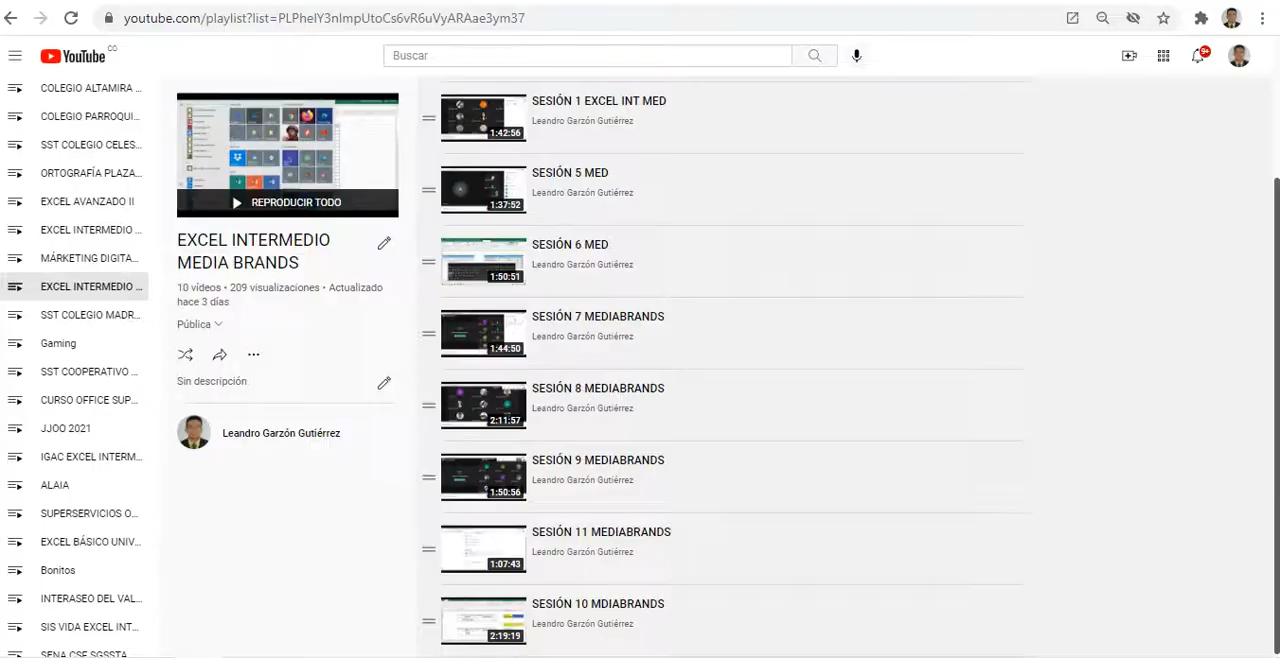 youtube.com/playlist?list=PLPhelY3nlmpUtoCs6vR6uVyARAae3ym37
YouTube CO
Buscar
9+
COLEGIO ALTAMIRA ...
COLEGIO PARROQUI...
SST COLEGIO CELES...
ORTOGRAFÍA PLAZA...
EXCEL AVANZADO II
EXCEL INTERMEDIO ...
MÁRKETING DIGITA...
EXCEL INTERMEDIO ...
SST COLEGIO MADR...
Gaming
SST COOPERATIVO ...
CURSO OFFICE SUP...
JJOO 2021
IGAC EXCEL INTERM...
ALAIA
SUPERSERVICIOS O...
EXCEL BÁSICO UNIV...
Bonitos
INTERASEO DEL VAL...
SIS VIDA EXCEL INT...
SENA CSF SGSSTA
REPRODUCIR TODO
EXCEL INTERMEDIO
MEDIA BRANDS
10 vídeos • 209 visualizaciones • Actualizado
hace 3 días
Pública
Sin descripción
Leandro Garzón Gutiérrez
SESIÓN 1 EXCEL INT MED
Leandro Garzón Gutiérrez
1:42:56
SESIÓN 5 MED
Leandro Garzón Gutiérrez
1:37:52
SESIÓN 6 MED
Leandro Garzón Gutiérrez
1:50:51
SESIÓN 7 MEDIABRANDS
Leandro Garzón Gutiérrez
1:44:50
SESIÓN 8 MEDIABRANDS
Leandro Garzón Gutiérrez
2:11:57
SESIÓN 9 MEDIABRANDS
Leandro Garzón Gutiérrez
1:50:56
SESIÓN 11 MEDIABRANDS
Leandro Garzón Gutiérrez
1:07:43
SESIÓN 10 MDIABRANDS
Leandro Garzón Gutiérrez
2:19:19